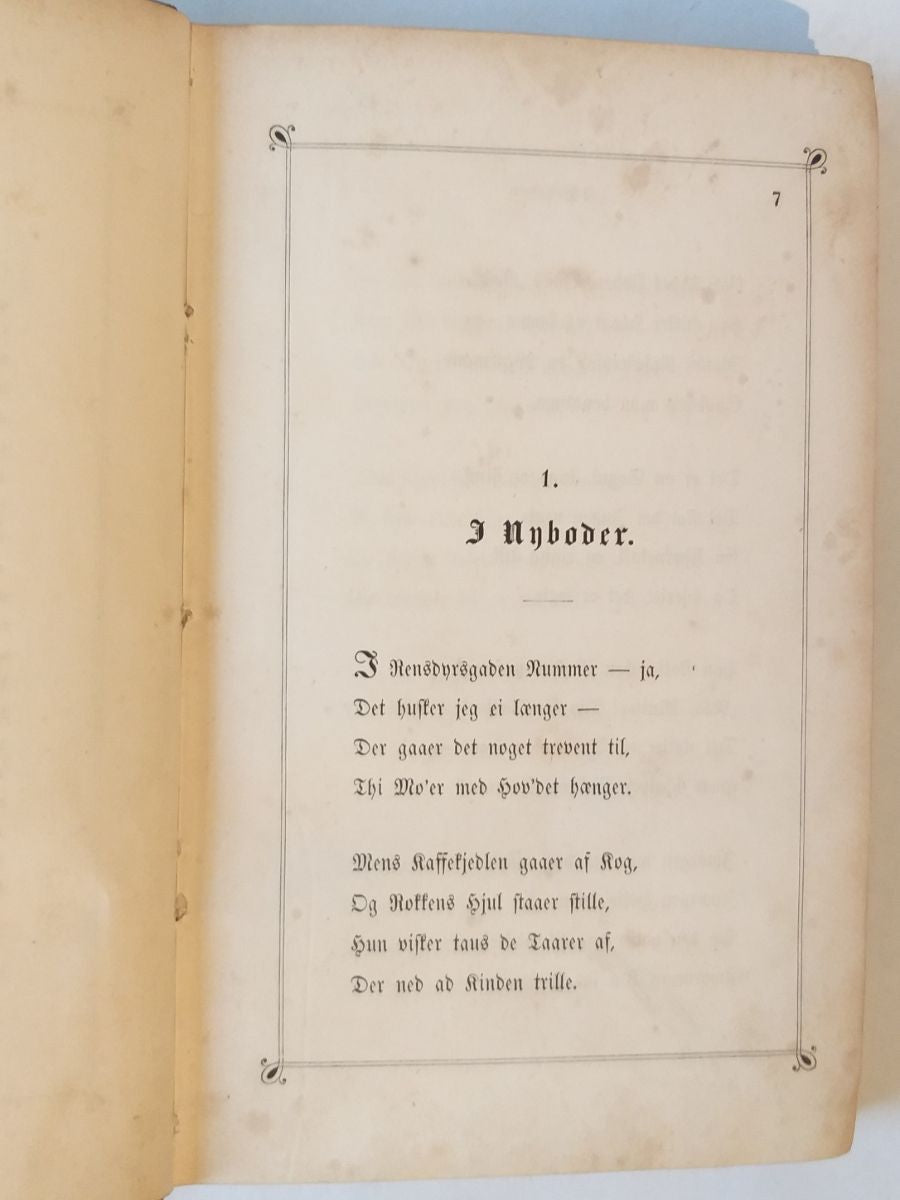 7
1.
I Nyboder.
I Rensdyrsgaden Nummer — ja,
Det husker jeg ei længer —
Der gaaer det noget trevent til,
Thi Mo'er med Hov'det hænger.
Mens Kaffekjedlen gaaer af Kog,
Og Rokkens Hjul staaer stille,
Hun visker taus de Taarer af,
Der ned ad Kinden trille.